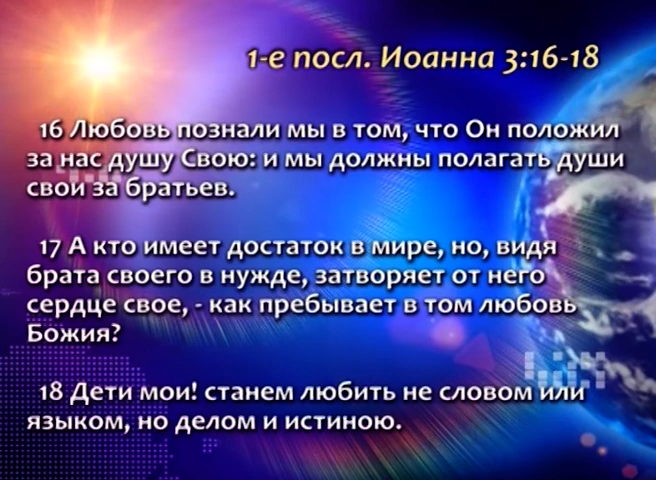 1-е посл. Иоанна 3:16-18
16 Любовь познали мы в том, что Он положил
за нас душу Свою: и мы должны полагать души
свои за братьев.
17 А кто имеет достаток в мире, но, видя
брата своего в нужде, затворяет от него
сердце свое, - как пребывает в том любовь
Божия?
18 Дети мои! станем любить не словом или
языком, но делом и истиною.